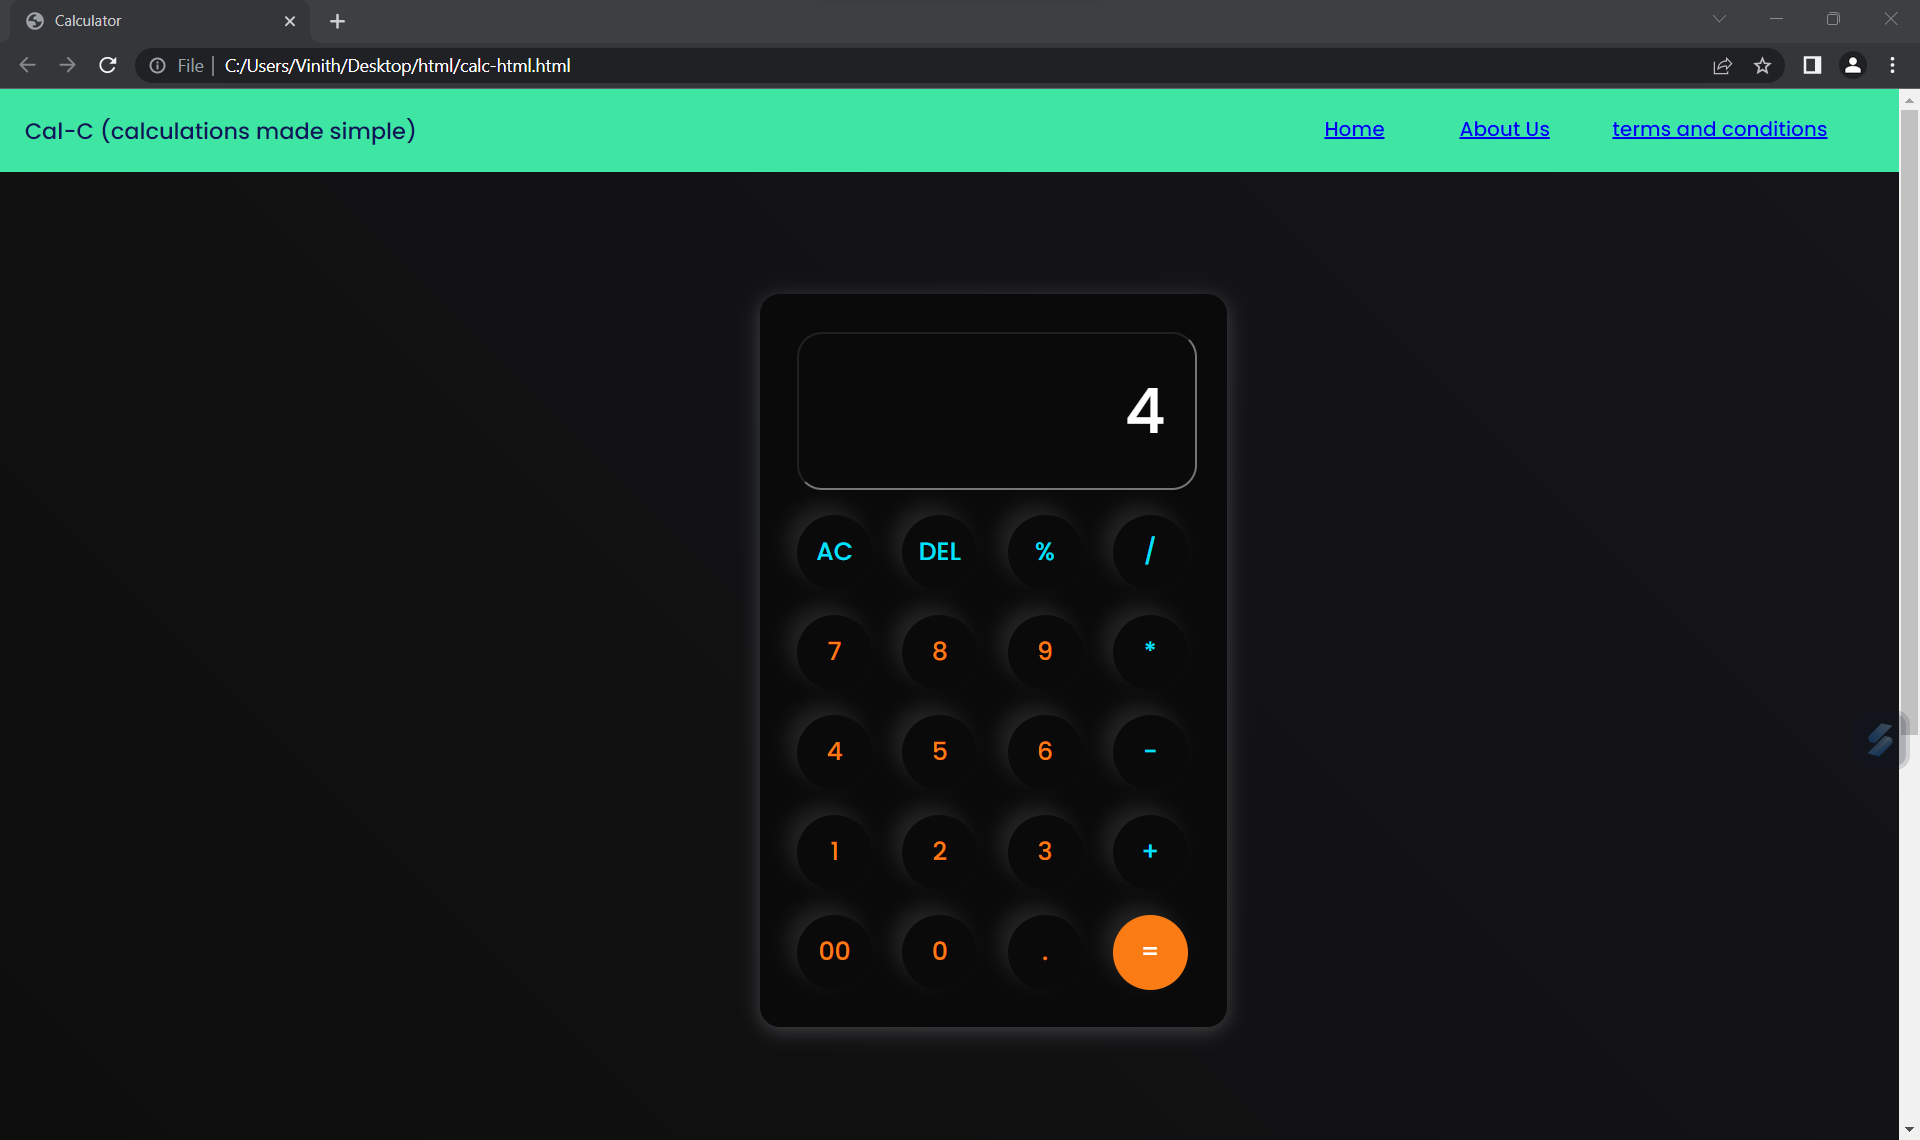 Calculator
File | C:/Users/Vinith/Desktop/html/calc-html.html
Cal-C (calculations made simple) Home About Us terms and conditions
4
AC DEL % /
7 8 9 *
4 5 6 -
1 2 3 +
00 0 . =